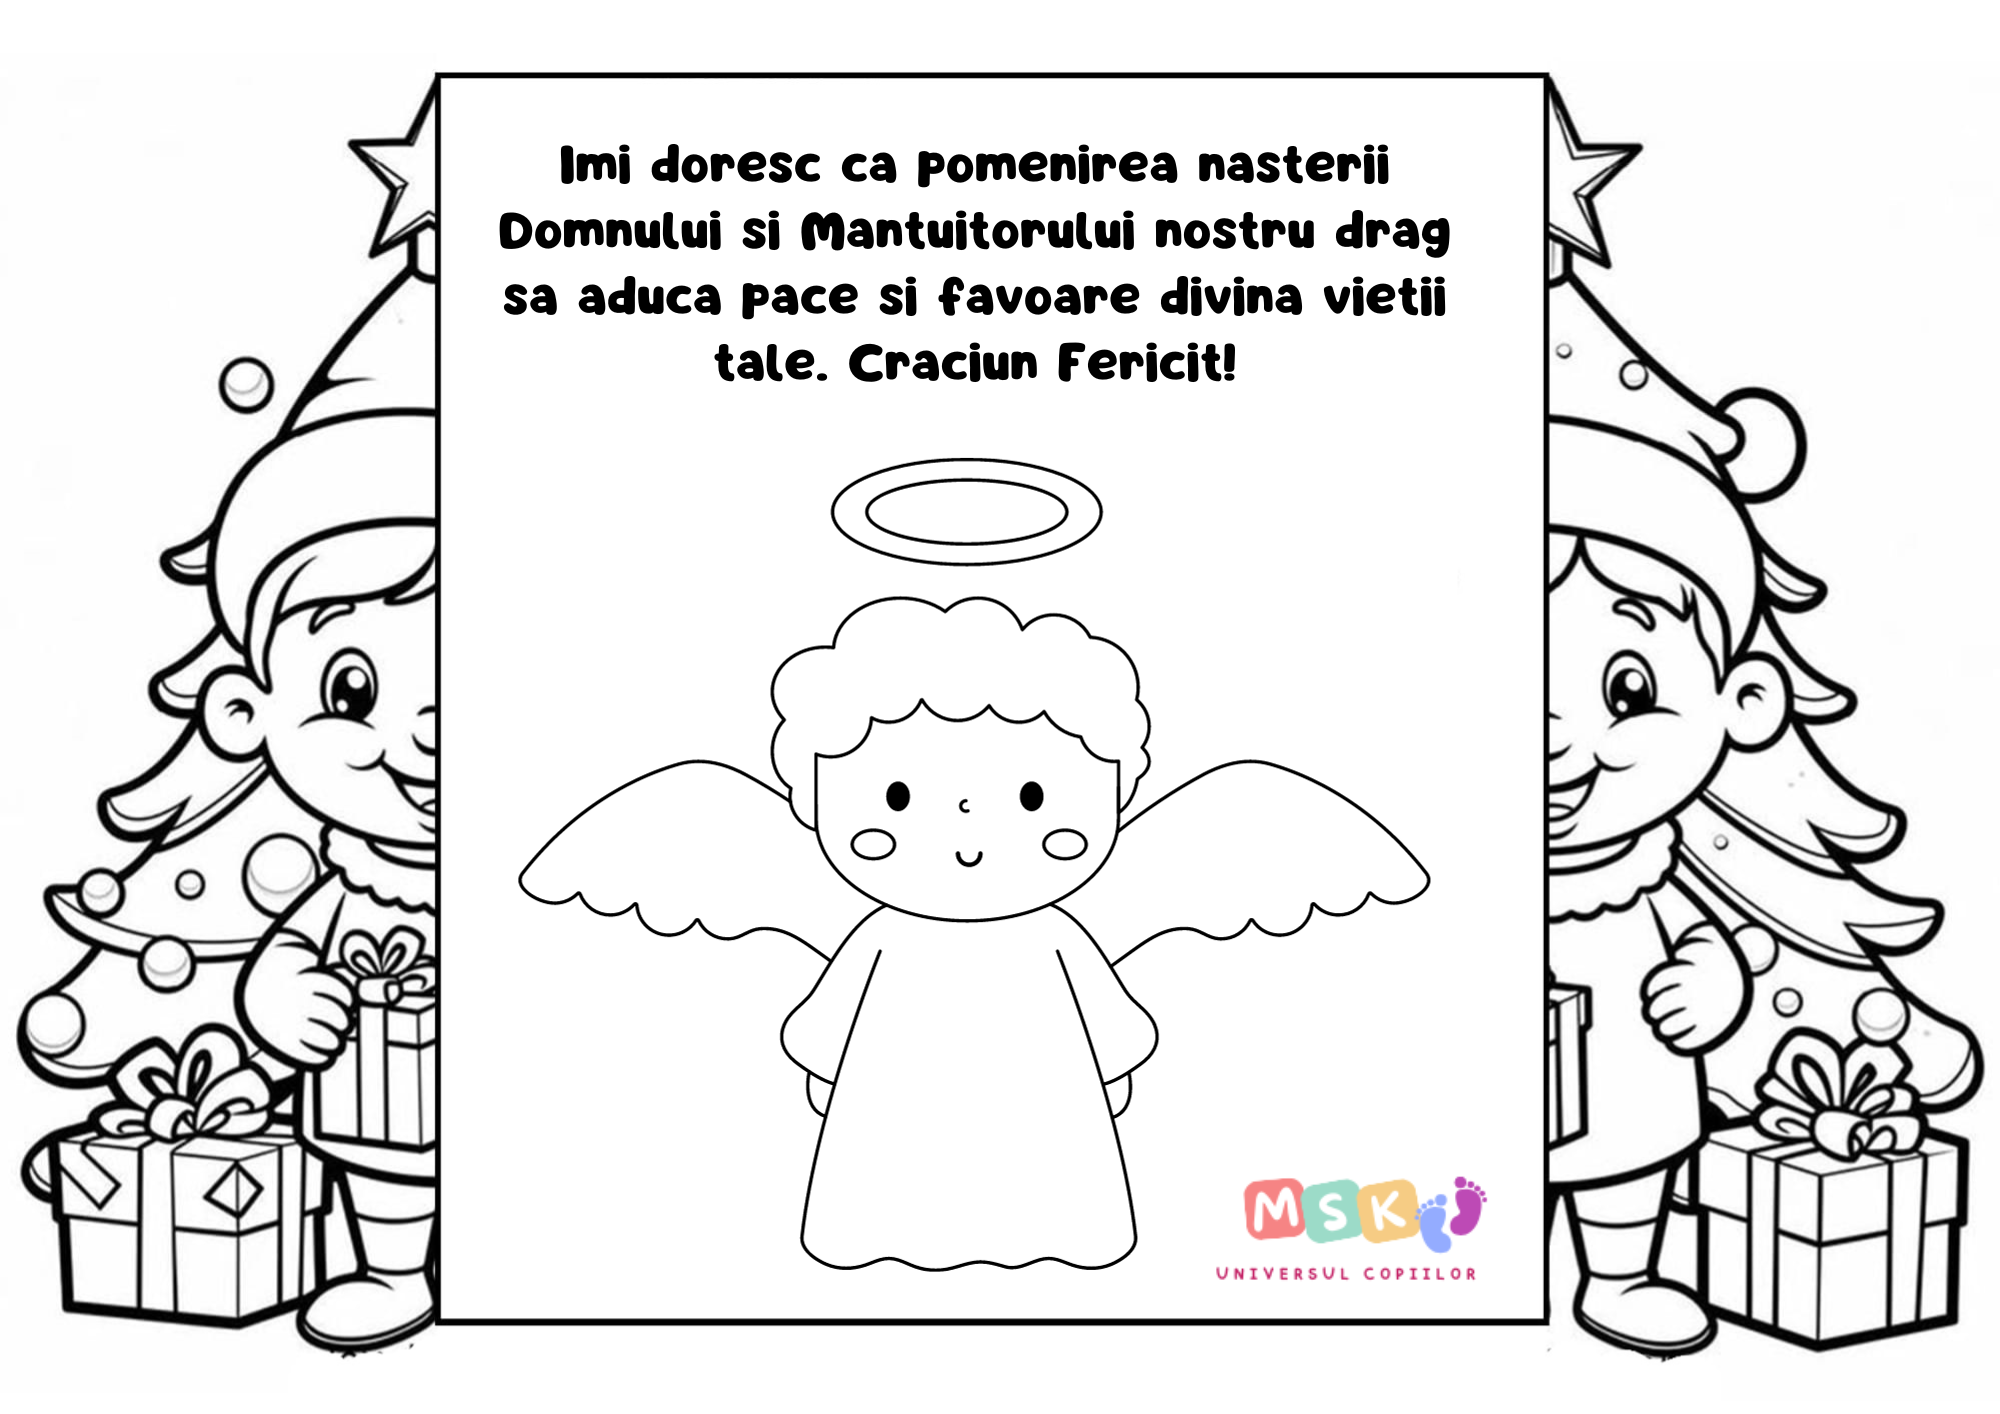 Imi doresc ca pomenirea nasterii
Domnului si Mantuitorului nostru drag
sa aduca pace si favoare divina vietii
tale. Craciun Fericit!
MSK
UNIVERSUL COPIILOR